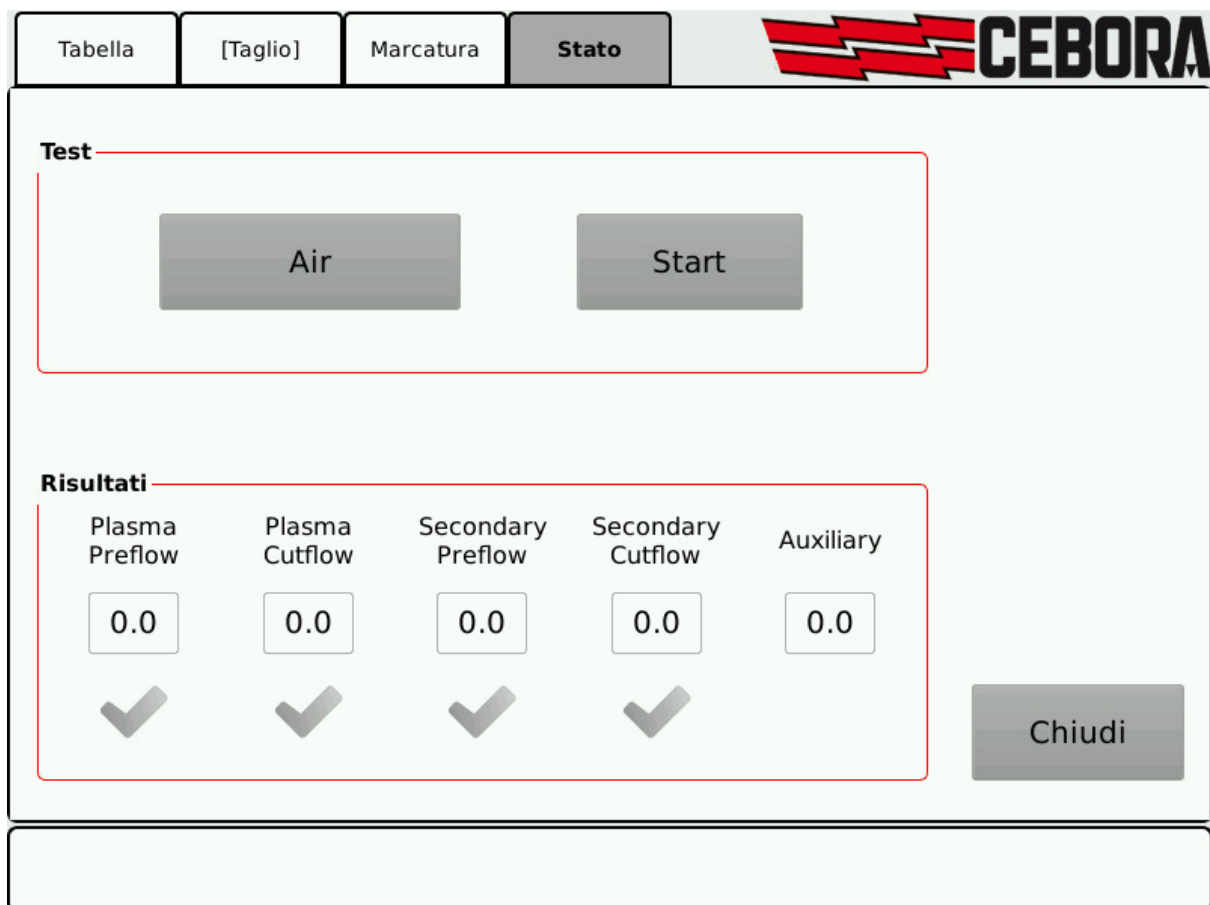 Tabella
[Taglio]
Marcatura
Stato
CEBORA
Test
Air
Start
Risultati
Plasma
Preflow
Plasma
Cutflow
Secondary
Preflow
Secondary
Cutflow
Auxiliary
0.0
0.0
0.0
0.0
0.0
Chiudi